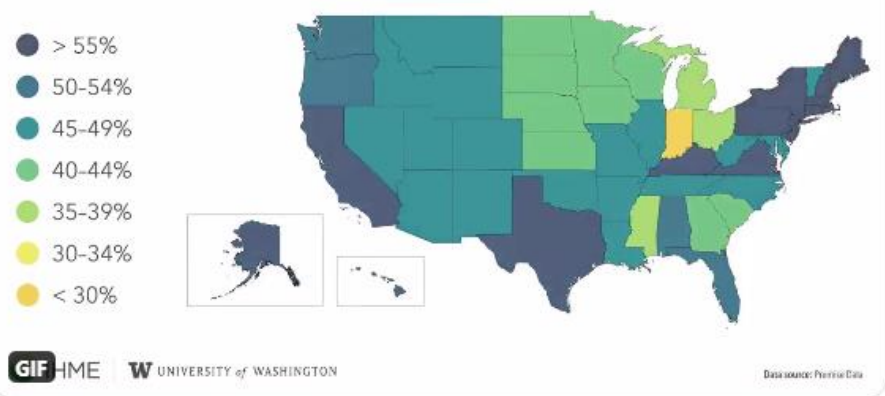 > 55%
50-54%
45-49%
40-44%
35-39%
30-34%
< 30%
GIF HME
W UNIVERSITY of WASHINGTON
Data source: Premise Data